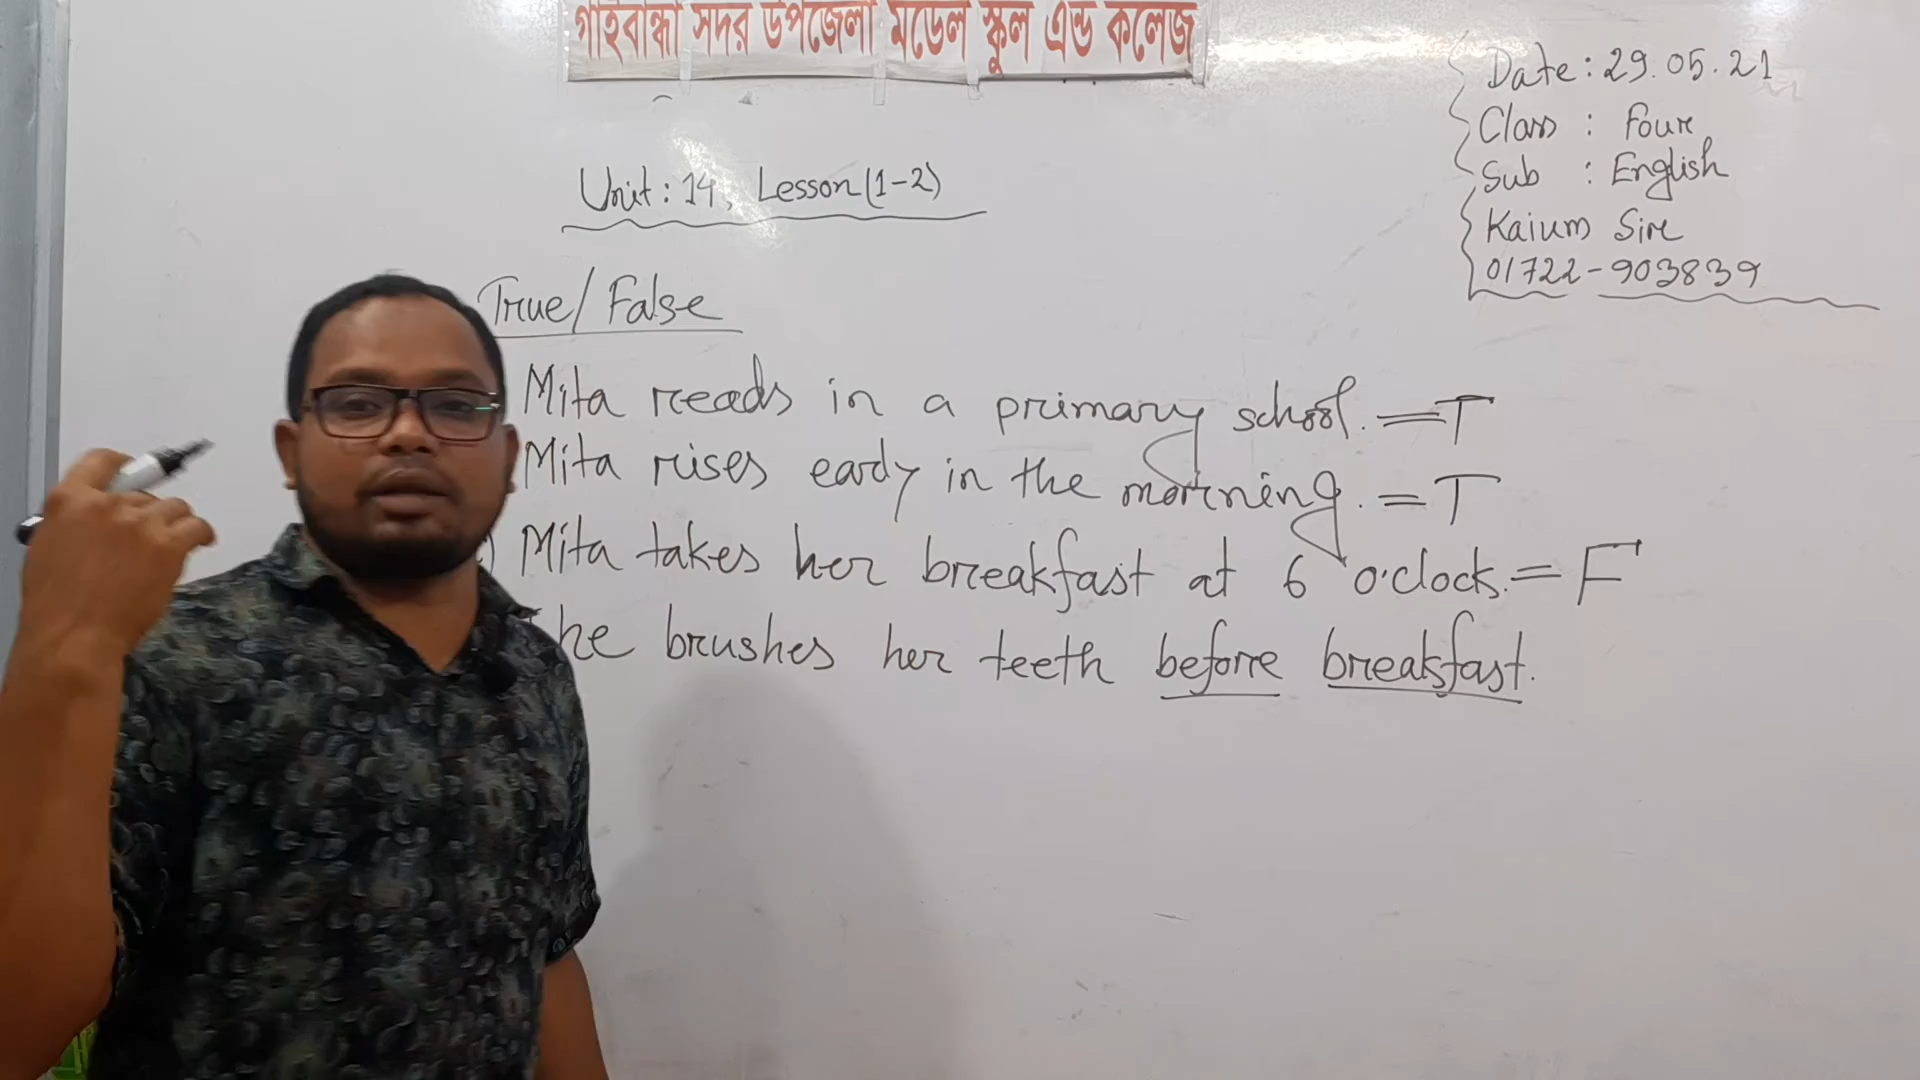 গাইবান্ধা সদর উপজেলা মডেল স্কুল এন্ড কলেজ
Date: 29.05.21
Class : Four
Sub : English
Kaium Sir
01722-903839
Unit: 14, Lesson (1-2)
True/False
Mita reads in a primary school. = T
Mita rises early in the morning. = T
) Mita takes her breakfast at 6 o'clock. = F
he brushes her teeth before breakfast.